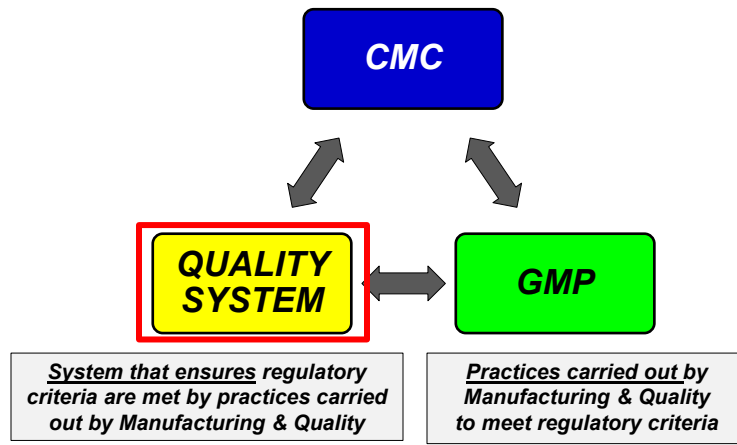 CMC
QUALITY
SYSTEM
GMP
System that ensures regulatory
criteria are met by practices carried
out by Manufacturing & Quality
Practices carried out by
Manufacturing & Quality
to meet regulatory criteria